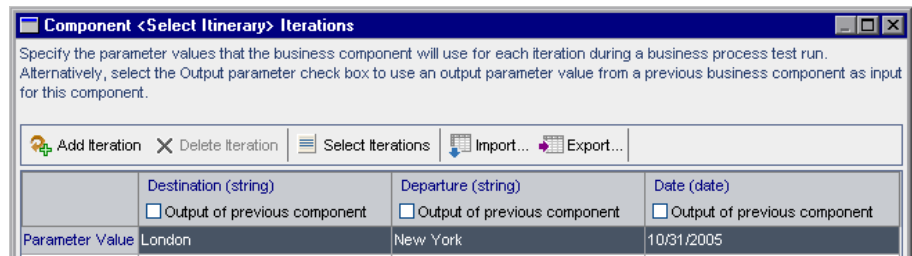 Component <Select Itinerary> Iterations
Specify the parameter values that the business component will use for each iteration during a business process test run.
Alternatively, select the Output parameter check box to use an output parameter value from a previous business component as input
for this component.
Add Iteration Delete Iteration Select Iterations Import... Export...
Destination (string) Departure (string) Date (date)
Output of previous component Output of previous component Output of previous component
Parameter Value London New York 10/31/2005